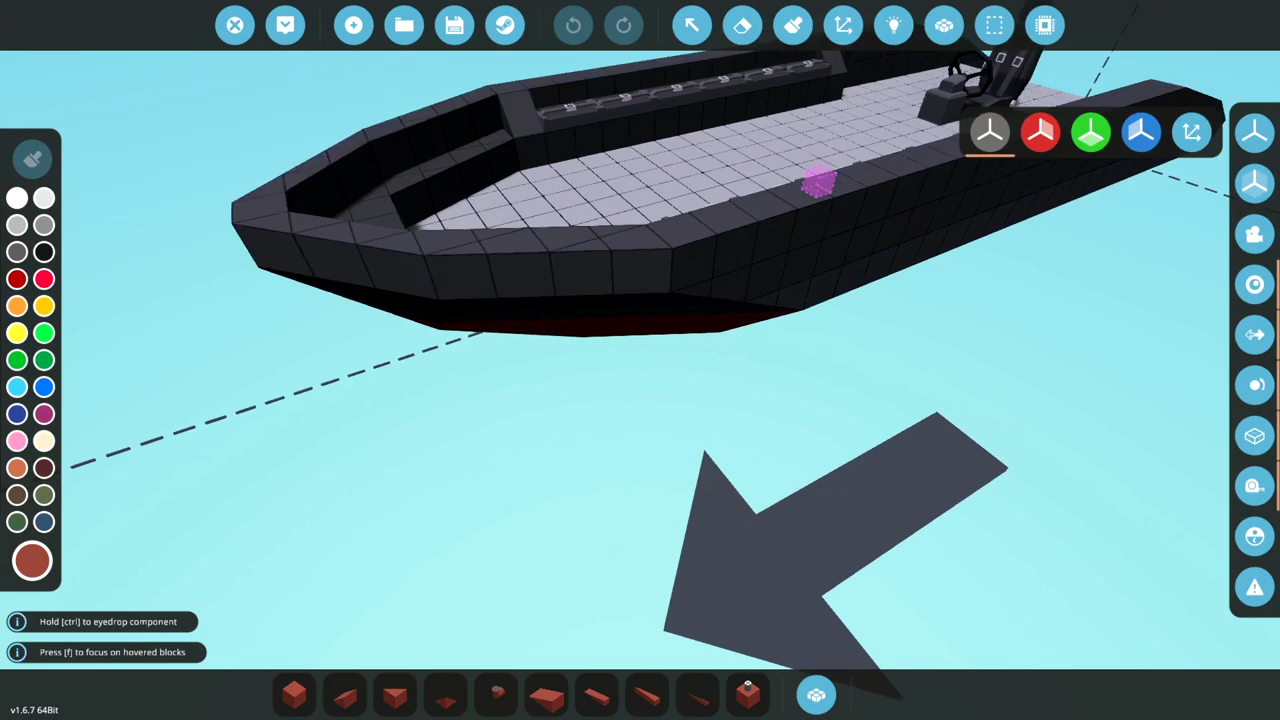 Hold [ctrl] to eyedrop component
Press [f] to focus on hovered blocks
v1.6.7 64Bit